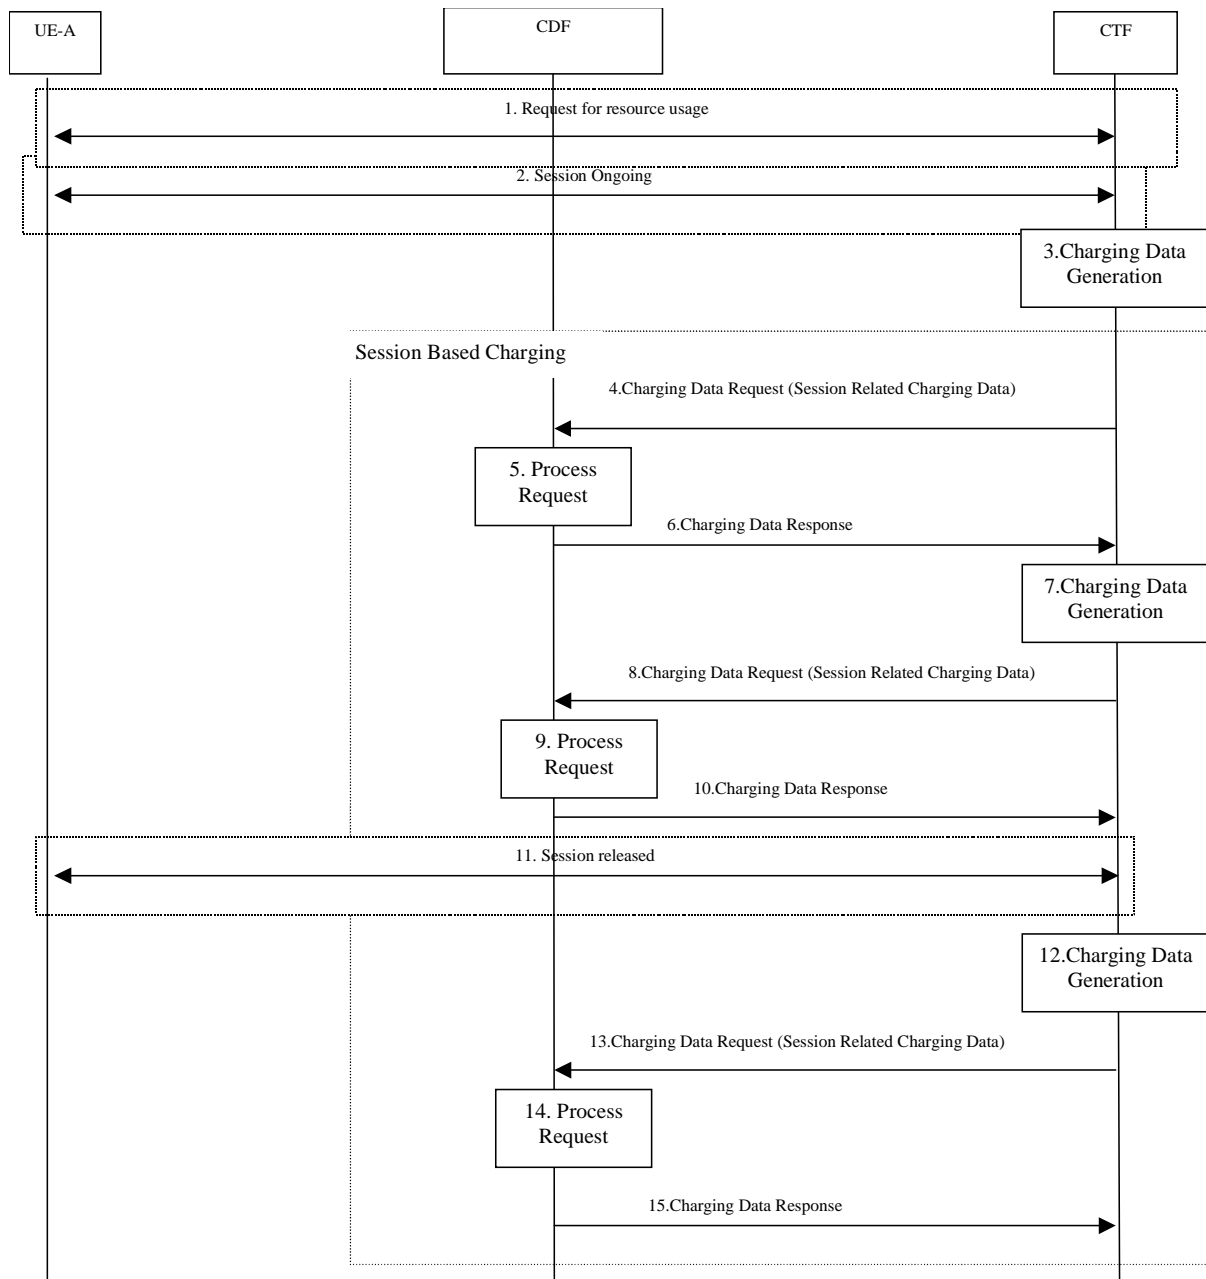 UE-A
CDF
CTF
1. Request for resource usage
2. Session Ongoing
3.Charging Data
Generation
Session Based Charging
4.Charging Data Request (Session Related Charging Data)
5. Process
Request
6.Charging Data Response
7.Charging Data
Generation
8.Charging Data Request (Session Related Charging Data)
9. Process
Request
10.Charging Data Response
11. Session released
12.Charging Data
Generation
13.Charging Data Request (Session Related Charging Data)
14. Process
Request
15.Charging Data Response